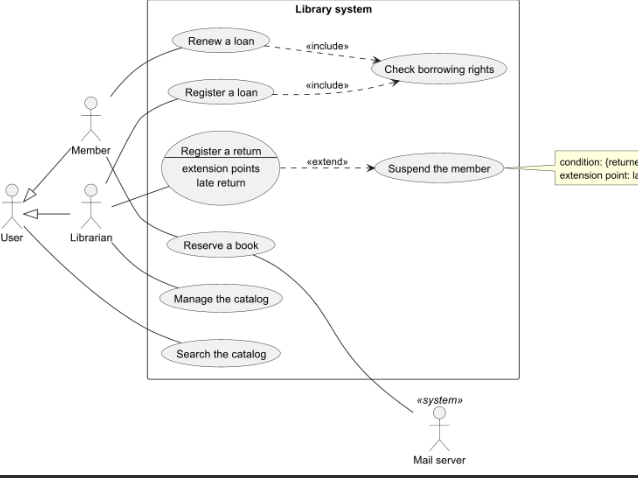 Library system
Renew a loan
«include»
Check borrowing rights
Register a loan
«include»
Member
Register a return
extension points
late return
«extend»
Suspend the member
condition: {returne
extension point: la
User
Librarian
Reserve a book
Manage the catalog
Search the catalog
«system»
Mail server